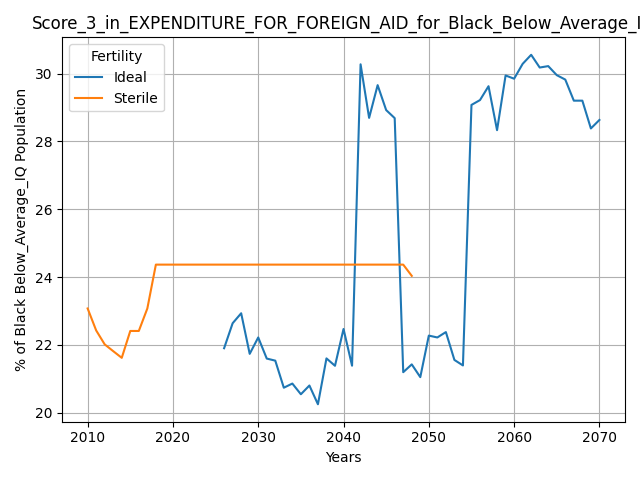 Score_3_in_EXPENDITURE_FOR_FOREIGN_AID_for_Black_Below_Average_I
Fertility
Ideal
Sterile
30
28
26
24
22
20
% of Black Below_Average_IQ Population
2010 2020 2030 2040 2050 2060 2070
Years